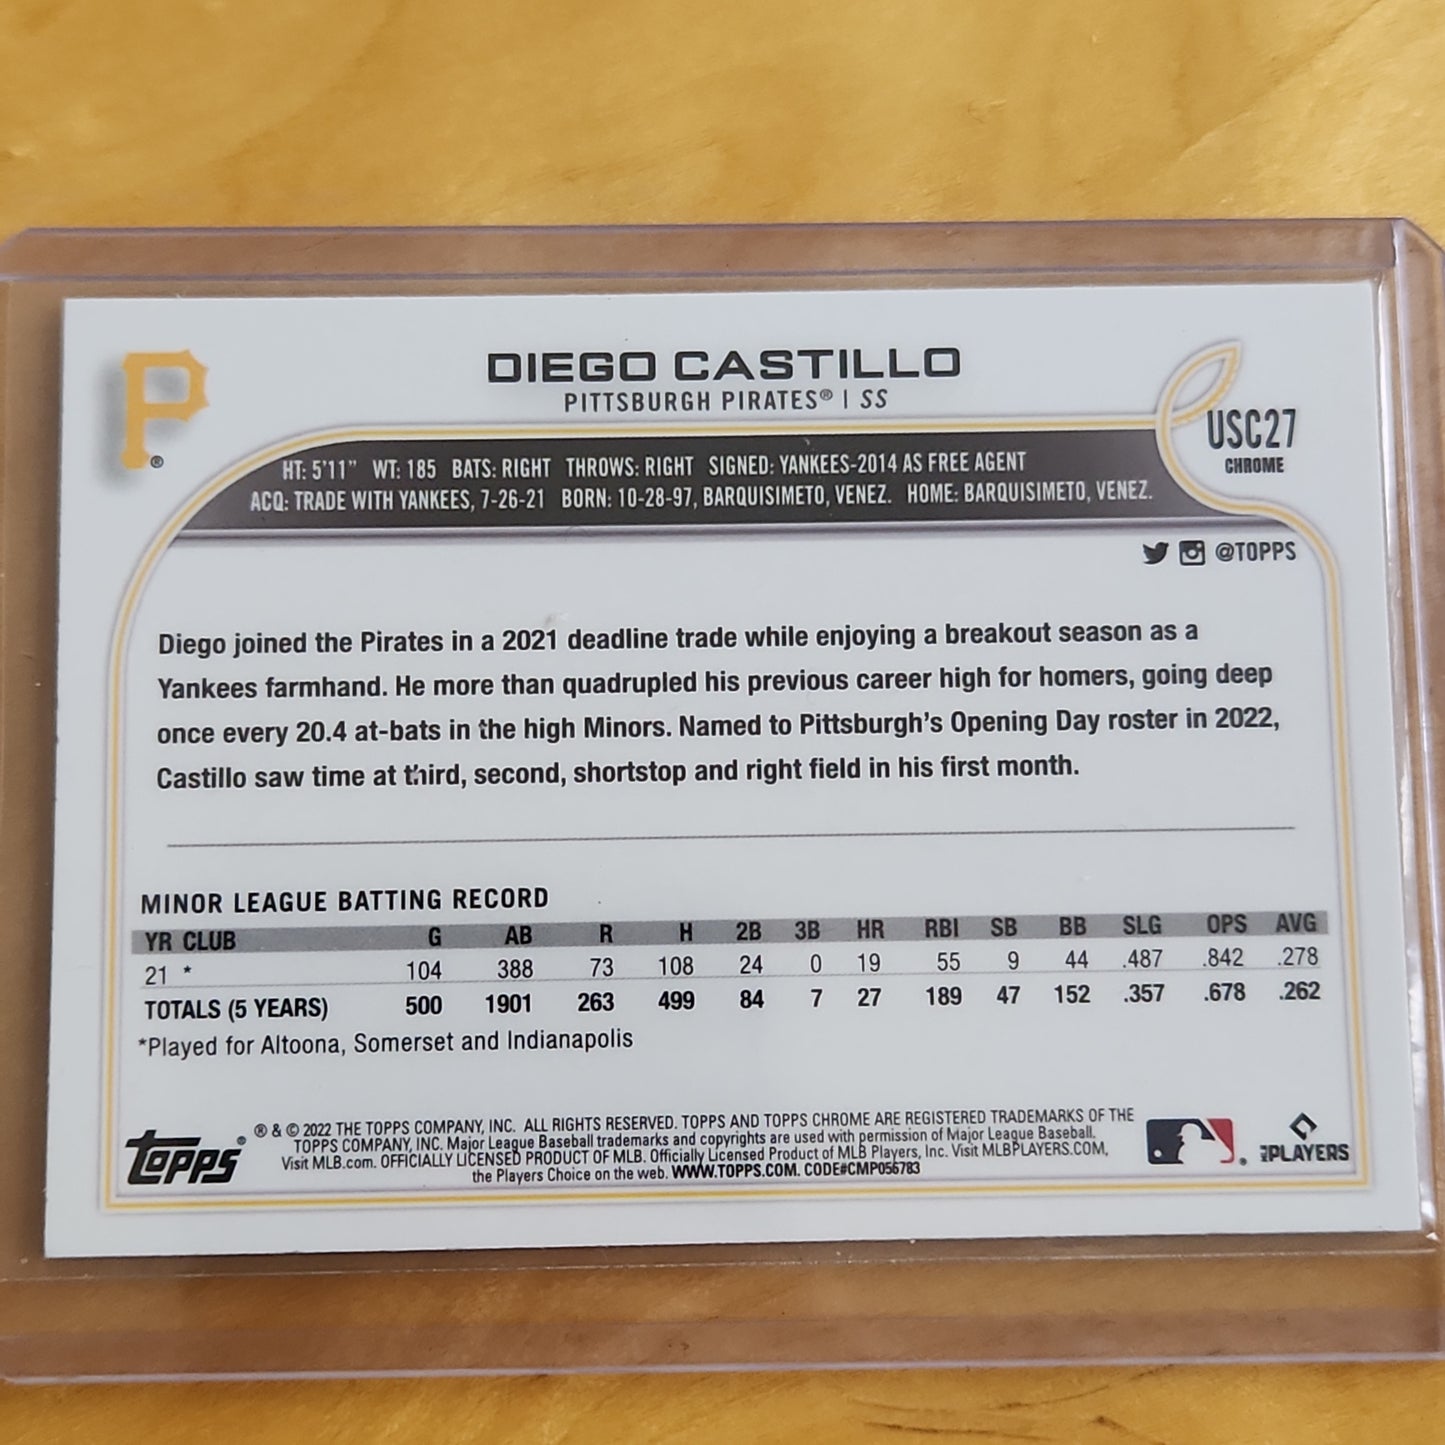 P®
DIEGO CASTILLO
PITTSBURGH PIRATES® | SS
USC27
CHROME
HT: 5'11" WT: 185 BATS: RIGHT THROWS: RIGHT SIGNED: YANKEES-2014 AS FREE AGENT
ACQ: TRADE WITH YANKEES, 7-26-21 BORN: 10-28-97, BARQUISIMETO, VENEZ. HOME: BARQUISIMETO, VENEZ.
@TOPPS
Diego joined the Pirates in a 2021 deadline trade while enjoying a breakout season as a
Yankees farmhand. He more than quadrupled his previous career high for homers, going deep
once every 20.4 at-bats in the high Minors. Named to Pittsburgh's Opening Day roster in 2022,
Castillo saw time at third, second, shortstop and right field in his first month.
MINOR LEAGUE BATTING RECORD
YR CLUB G AB R H 2B 3B HR RBI SB BB SLG OPS AVG
21 * 104 388 73 108 24 0 19 55 9 44 .487 .842 .278
TOTALS (5 YEARS) 500 1901 263 499 84 7 27 189 47 152 .357 .678 .262
*Played for Altoona, Somerset and Indianapolis
TOPPS®
® & © 2022 THE TOPPS COMPANY, INC. ALL RIGHTS RESERVED. TOPPS AND TOPPS CHROME ARE REGISTERED TRADEMARKS OF THE
TOPPS COMPANY, INC. Major League Baseball trademarks and copyrights are used with permission of Major League Baseball.
Visit MLB.com. OFFICIALLY LICENSED PRODUCT OF MLB. Officially Licensed Product of MLB Players, Inc. Visit MLBPLAYERS.COM,
the Players Choice on the web. WWW.TOPPS.COM. CODE#CMP056783
MLBPLAYERS